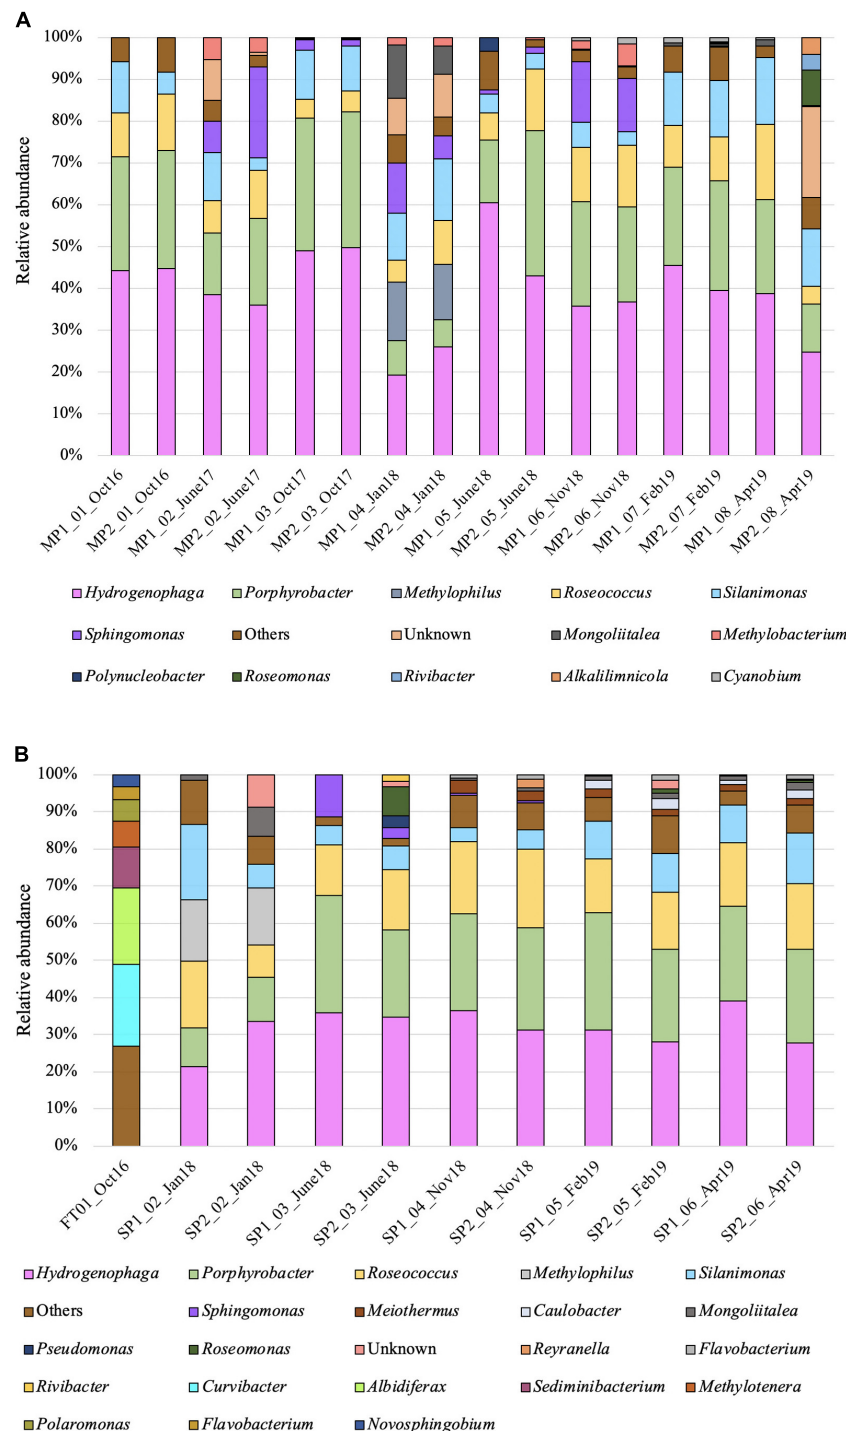 A
100%
90%
80%
70%
60%
50%
40%
30%
20%
10%
0%
Relative abundance
MP1_01_Oct16
MP2_01_Oct16
MP1_02_June17
MP2_02_June17
MP1_03_Oct17
MP2_03_Oct17
MP1_04_Jan18
MP2_04_Jan18
MP1_05_June18
MP2_05_June18
MP1_06_Nov18
MP2_06_Nov18
MP1_07_Feb19
MP2_07_Feb19
MP1_08_Apr19
MP2_08_Apr19
Hydrogenophaga Porphyrobacter Methylophilus Roseococcus Silanimonas
Sphingomonas Others Unknown Mongoliitalea Methylobacterium
Polynucleobacter Roseomonas Rivibacter Alkalilimnicola Cyanobium
B
100%
90%
80%
70%
60%
50%
40%
30%
20%
10%
0%
Relative abundance
FT01_Oct16
SP1_02_Jan18
SP2_02_Jan18
SP1_03_June18
SP2_03_June18
SP1_04_Nov18
SP2_04_Nov18
SP1_05_Feb19
SP2_05_Feb19
SP1_06_Apr19
SP2_06_Apr19
Hydrogenophaga Porphyrobacter Roseococcus Methylophilus Silanimonas
Others Sphingomonas Meiothermus Caulobacter Mongoliitalea
Pseudomonas Roseomonas Unknown Reyranella Flavobacterium
Rivibacter Curvibacter Albidiferax Sediminibacterium Methylotenera
Polaromonas Flavobacterium Novosphingobium